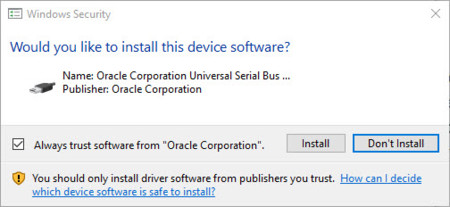 Windows Security
Would you like to install this device software?
Name: Oracle Corporation Universal Serial Bus ...
Publisher: Oracle Corporation
Always trust software from "Oracle Corporation".
Install
Don't Install
You should only install driver software from publishers you trust. How can I decide
which device software is safe to install?